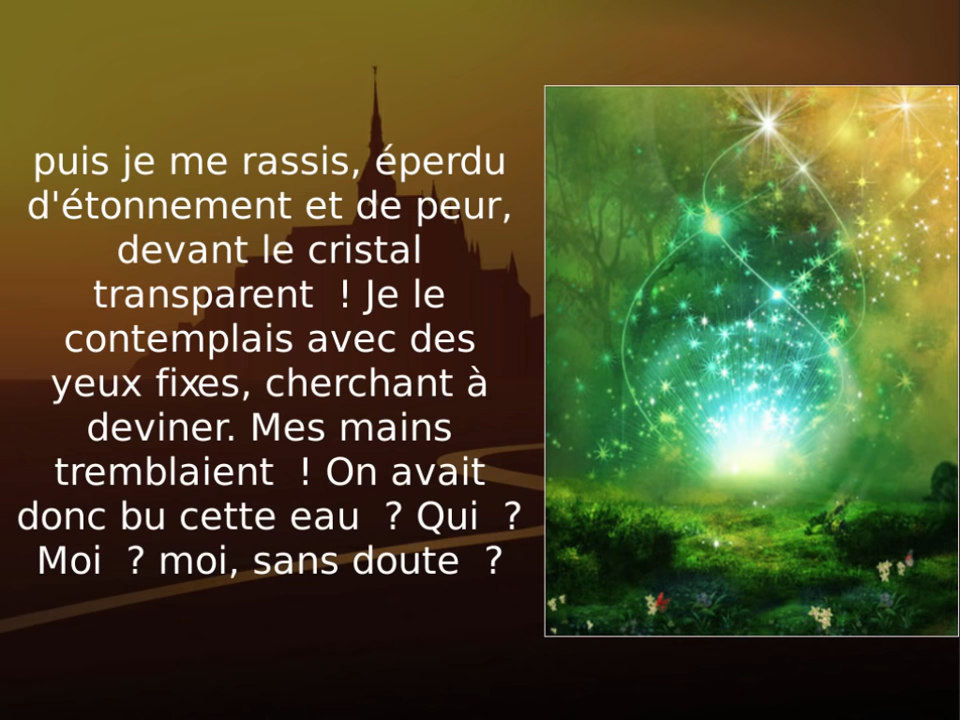 puis je me rassis, éperdu
d'étonnement et de peur,
devant le cristal
transparent  ! Je le
contemplais avec des
yeux fixes, cherchant à
deviner. Mes mains
tremblaient  ! On avait
donc bu cette eau  ? Qui  ?
Moi  ? moi, sans doute  ?